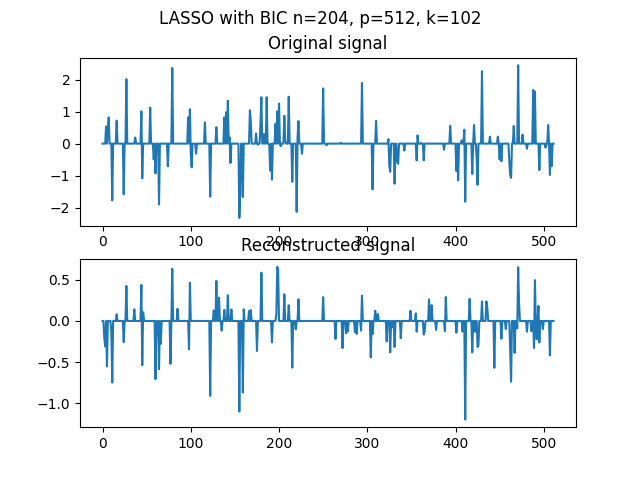 LASSO with BIC n=204, p=512, k=102
Original signal
2
1
0
−1
−2
0 100 200 300 400 500
Reconstructed signal
0.5
0.0
−0.5
−1.0
0 100 200 300 400 500